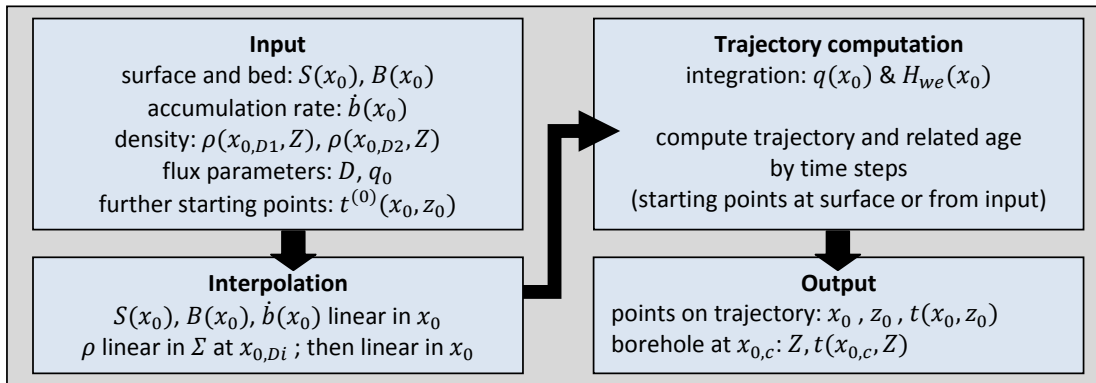 Input
surface and bed: S(x₀), B(x₀)
accumulation rate: ḃ(x₀)
density: ρ(x₀,D1, Z), ρ(x₀,D2, Z)
flux parameters: D, q₀
further starting points: t⁽⁰⁾(x₀, z₀)
Interpolation
S(x₀), B(x₀), ḃ(x₀) linear in x₀
ρ linear in Σ at x₀,Di ; then linear in x₀
Trajectory computation
integration: q(x₀) & Hwe(x₀)
compute trajectory and related age
by time steps
(starting points at surface or from input)
Output
points on trajectory: x₀ , z₀ , t(x₀, z₀)
borehole at x₀,c: Z, t(x₀,c, Z)